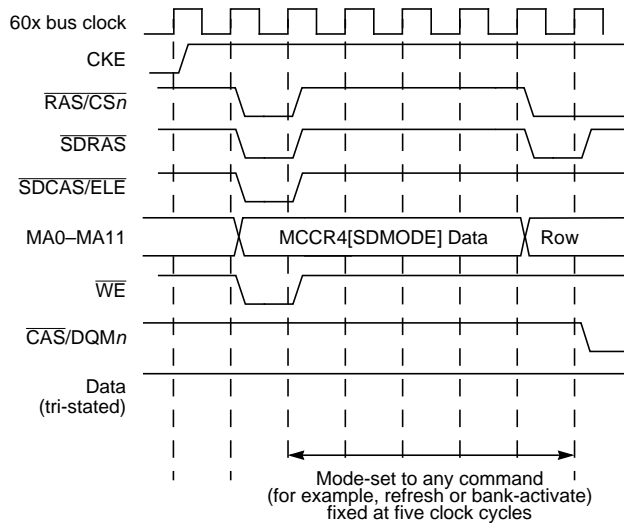 60x bus clock
CKE
RAS/CSn
SDRAS
SDCAS/ELE
MA0–MA11 MCCR4[SDMODE] Data Row
WE
CAS/DQMn
Data
(tri-stated)
Mode-set to any command
(for example, refresh or bank-activate)
fixed at five clock cycles